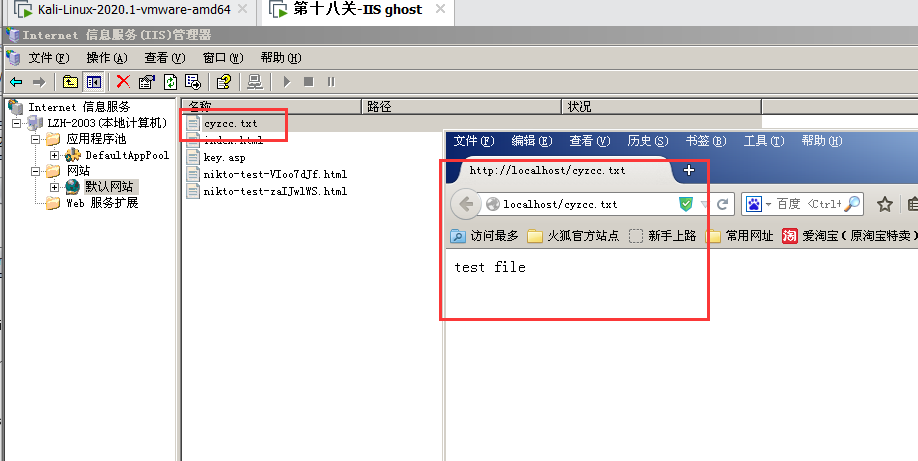 Kali-Linux-2020.1-vmware-amd64
第十八关-IIS ghost
Internet 信息服务(IIS)管理器
文件(F) 操作(A) 查看(V) 窗口(W) 帮助(H)
Internet 信息服务
LZH-2003(本地计算机)
应用程序池
DefaultAppPool
网站
默认网站
Web 服务扩展
名称 路径 状况
cyzcc.txt
index.html
key.asp
nikto-test-VIoo7dJf.html
nikto-test-zaIJwlWS.html
文件(F) 编辑(E) 查看(V) 历史(S) 书签(B) 工具(T) 帮助(H)
http://localhost/cyzcc.txt
localhost/cyzcc.txt
百度 <Ctrl+
访问最多 火狐官方站点 新手上路 常用网址 淘 爱淘宝(原淘宝特卖)
test file